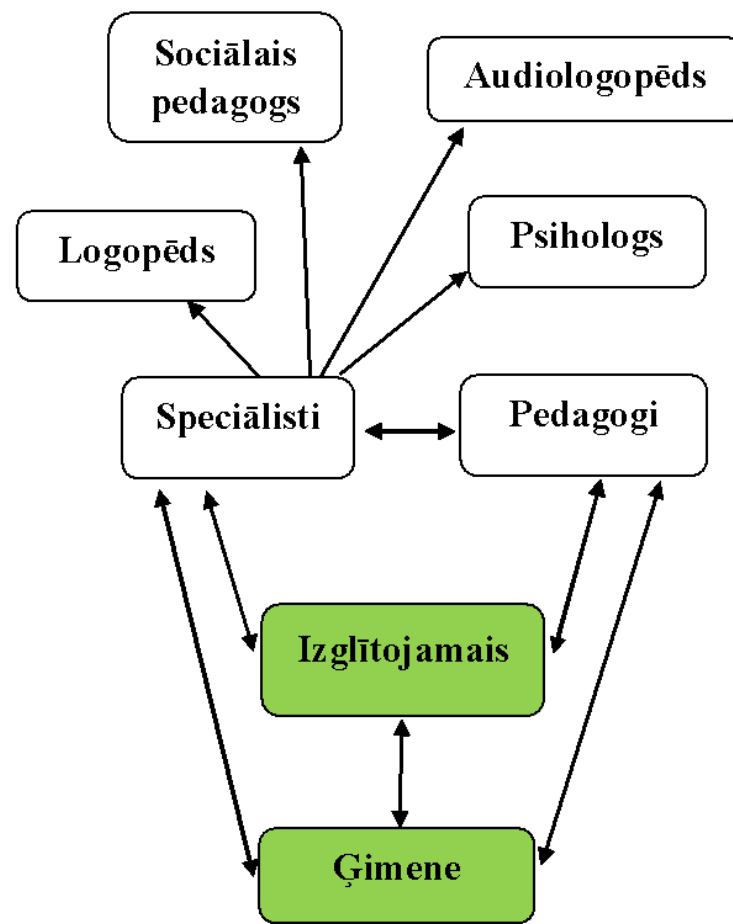 Sociālais
pedagogs
Audiologopēds
Logopēds
Psihologs
Speciālisti
Pedagogi
Izglītojamais
Ģimene